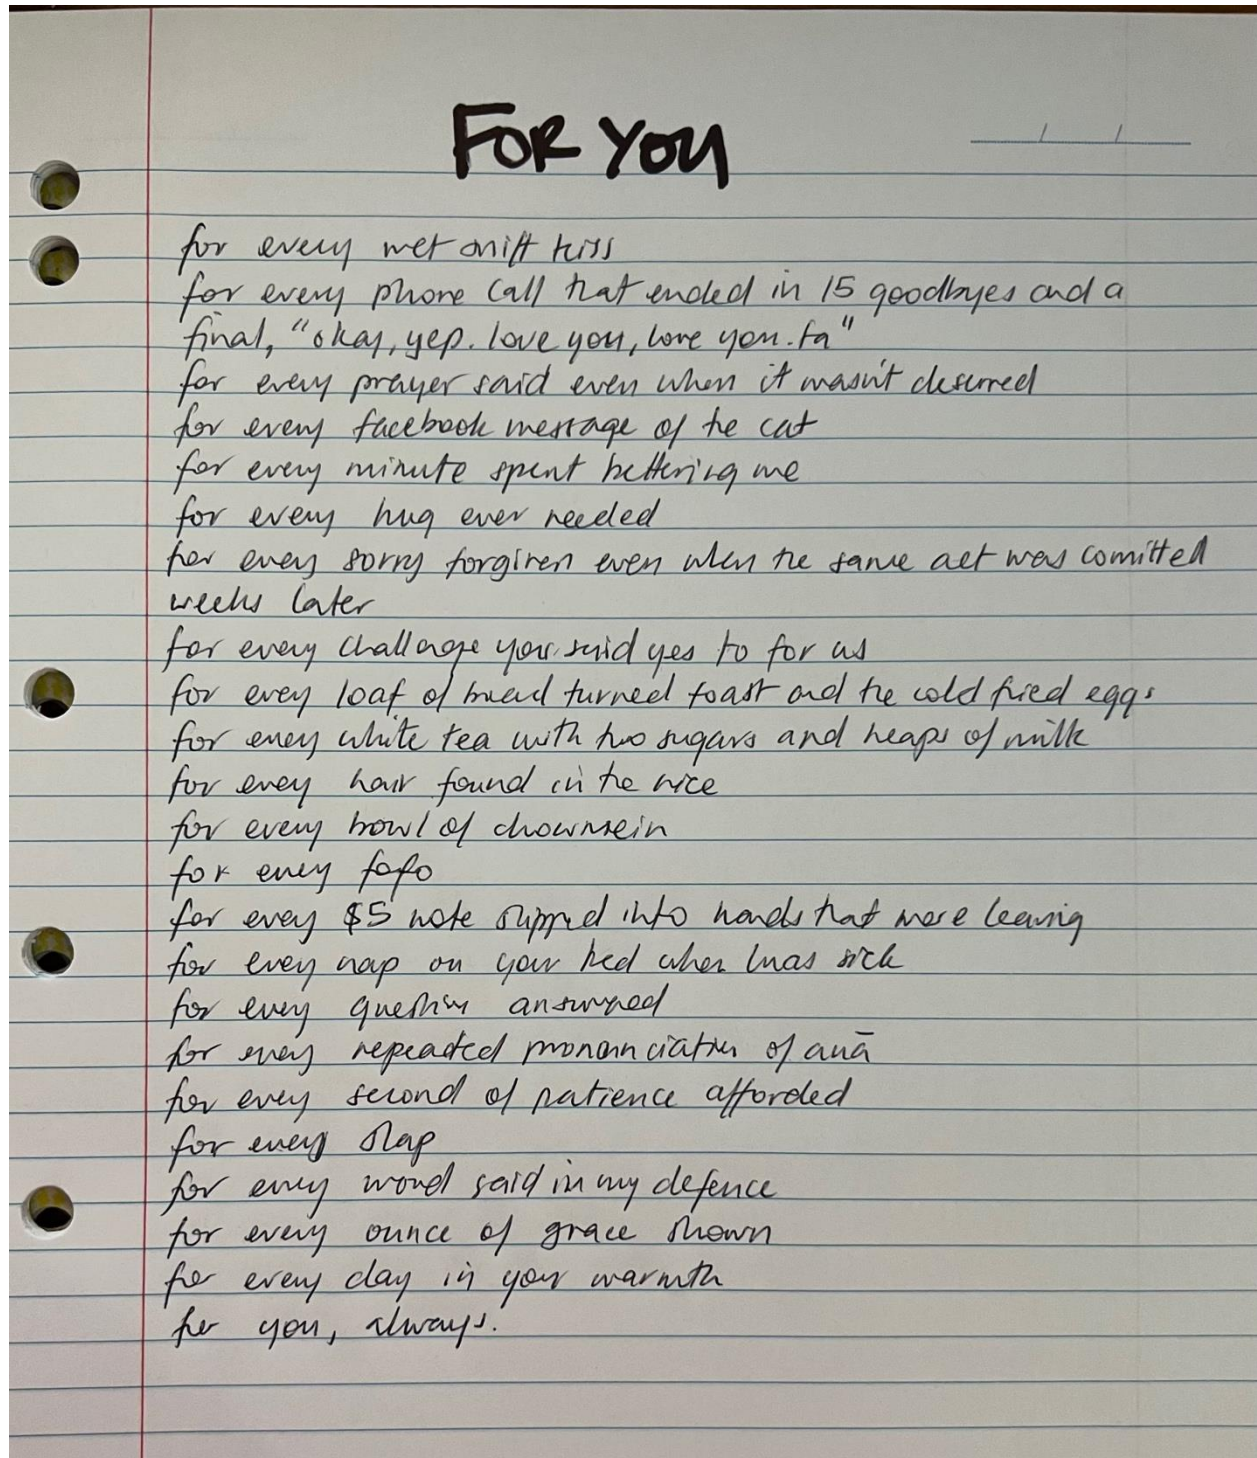 FOR YOU
for every wet sniff kiss
for every phone call that ended in 15 goodbyes and a
final, "okay, yep. love you, love you. fa"
for every prayer said even when it wasn't deserved
for every facebook message of the cat
for every minute spent bettering me
for every hug ever needed
for every sorry forgiven even when the same act was comitted
weeks later
for every challenge you said yes to for us
for every loaf of bread turned toast and the cold fried eggs
for every white tea with two sugars and heaps of milk
for every hair found in the rice
for every bowl of chowmein
for every fofo
for every $5 note slipped into hands that were leaving
for every nap on your bed when I was sick
for every question answered
for every repeated pronounciation of auā
for every second of patience afforded
for every slap
for every word said in my defence
for every ounce of grace shown
for every day in your warmth
for you, always.